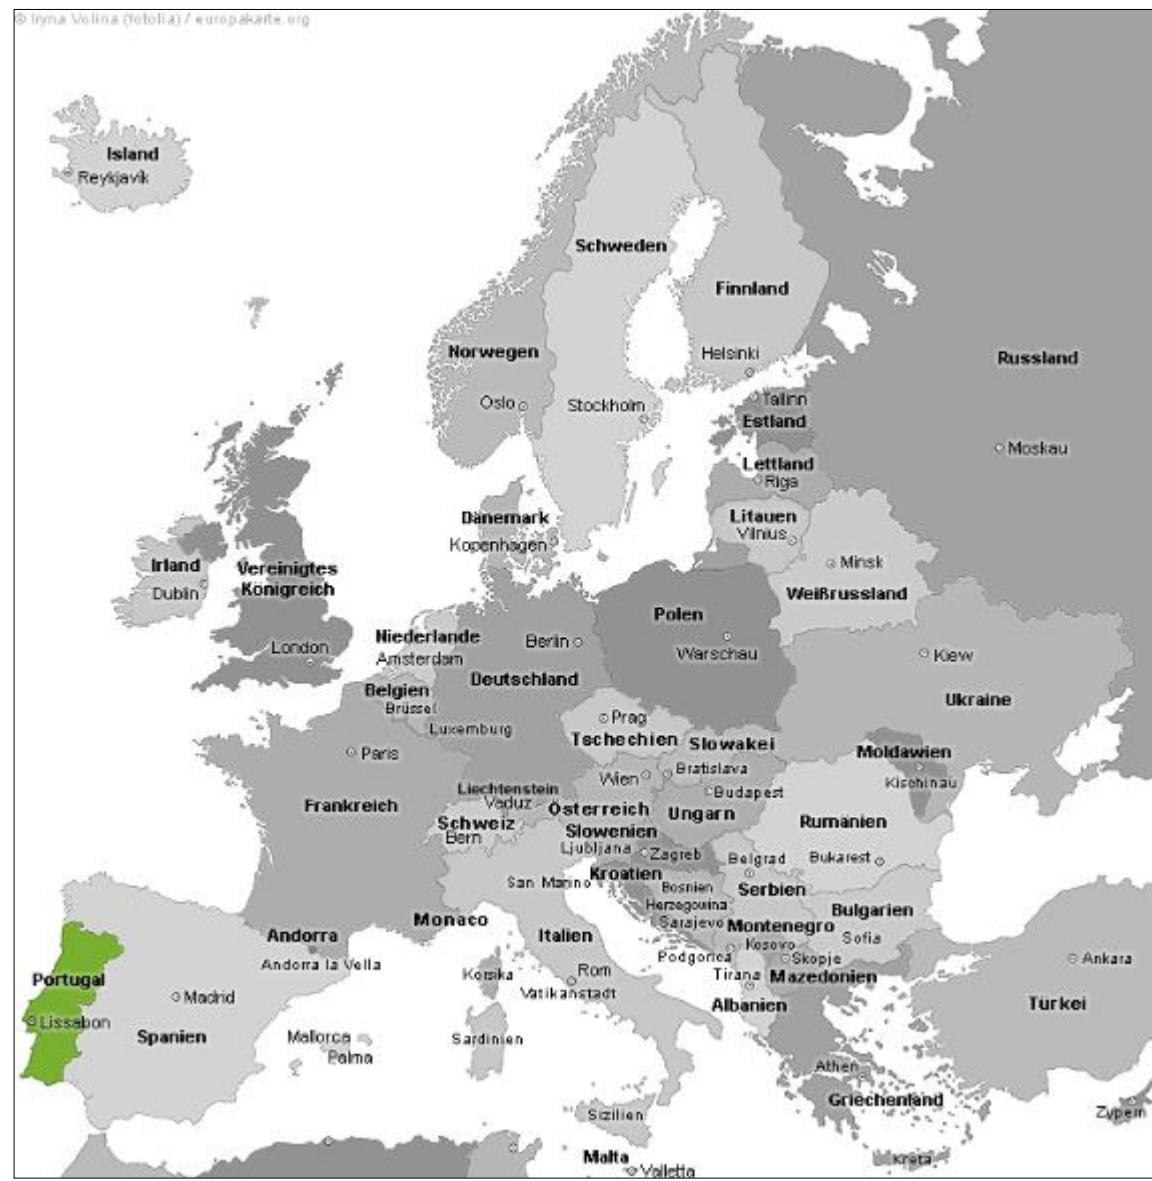 © Iryna Volina (fotolia) / europakarte.org
Island
Reykjavík
Schweden
Finnland
Helsinki
Norwegen
Oslo
Stockholm
Russland
Moskau
Tallinn
Estland
Lettland
Riga
Litauen
Vilnius
Dänemark
Kopenhagen
Minsk
Weißrussland
Irland
Dublin
Vereinigtes
Königreich
London
Niederlande
Amsterdam
Berlin
Deutschland
Polen
Warschau
Kiew
Ukraine
Belgien
Brüssel
Luxemburg
Paris
Frankreich
Prag
Tschechien
Slowakei
Bratislava
Moldawien
Kischinau
Wien
Budapest
Liechtenstein
Vaduz
Österreich
Ungarn
Schweiz
Bern
Slowenien
Ljubljana
Zagreb
Rumänien
Bukarest
Belgrad
Kroatien
San Marino
Bosnien
Herzegowina
Sarajevo
Serbien
Monaco
Montenegro
Kosovo
Podgorica
Bulgarien
Sofia
Andorra
Andorra la Vella
Italien
Rom
Vatikanstadt
Korsika
Skopje
Mazedonien
Tirana
Albanien
Ankara
Türkei
Portugal
Lissabon
Madrid
Spanien
Mallorca
Palma
Sardinien
Athen
Griechenland
Sizilien
Zypern
Malta
Valletta
Kreta